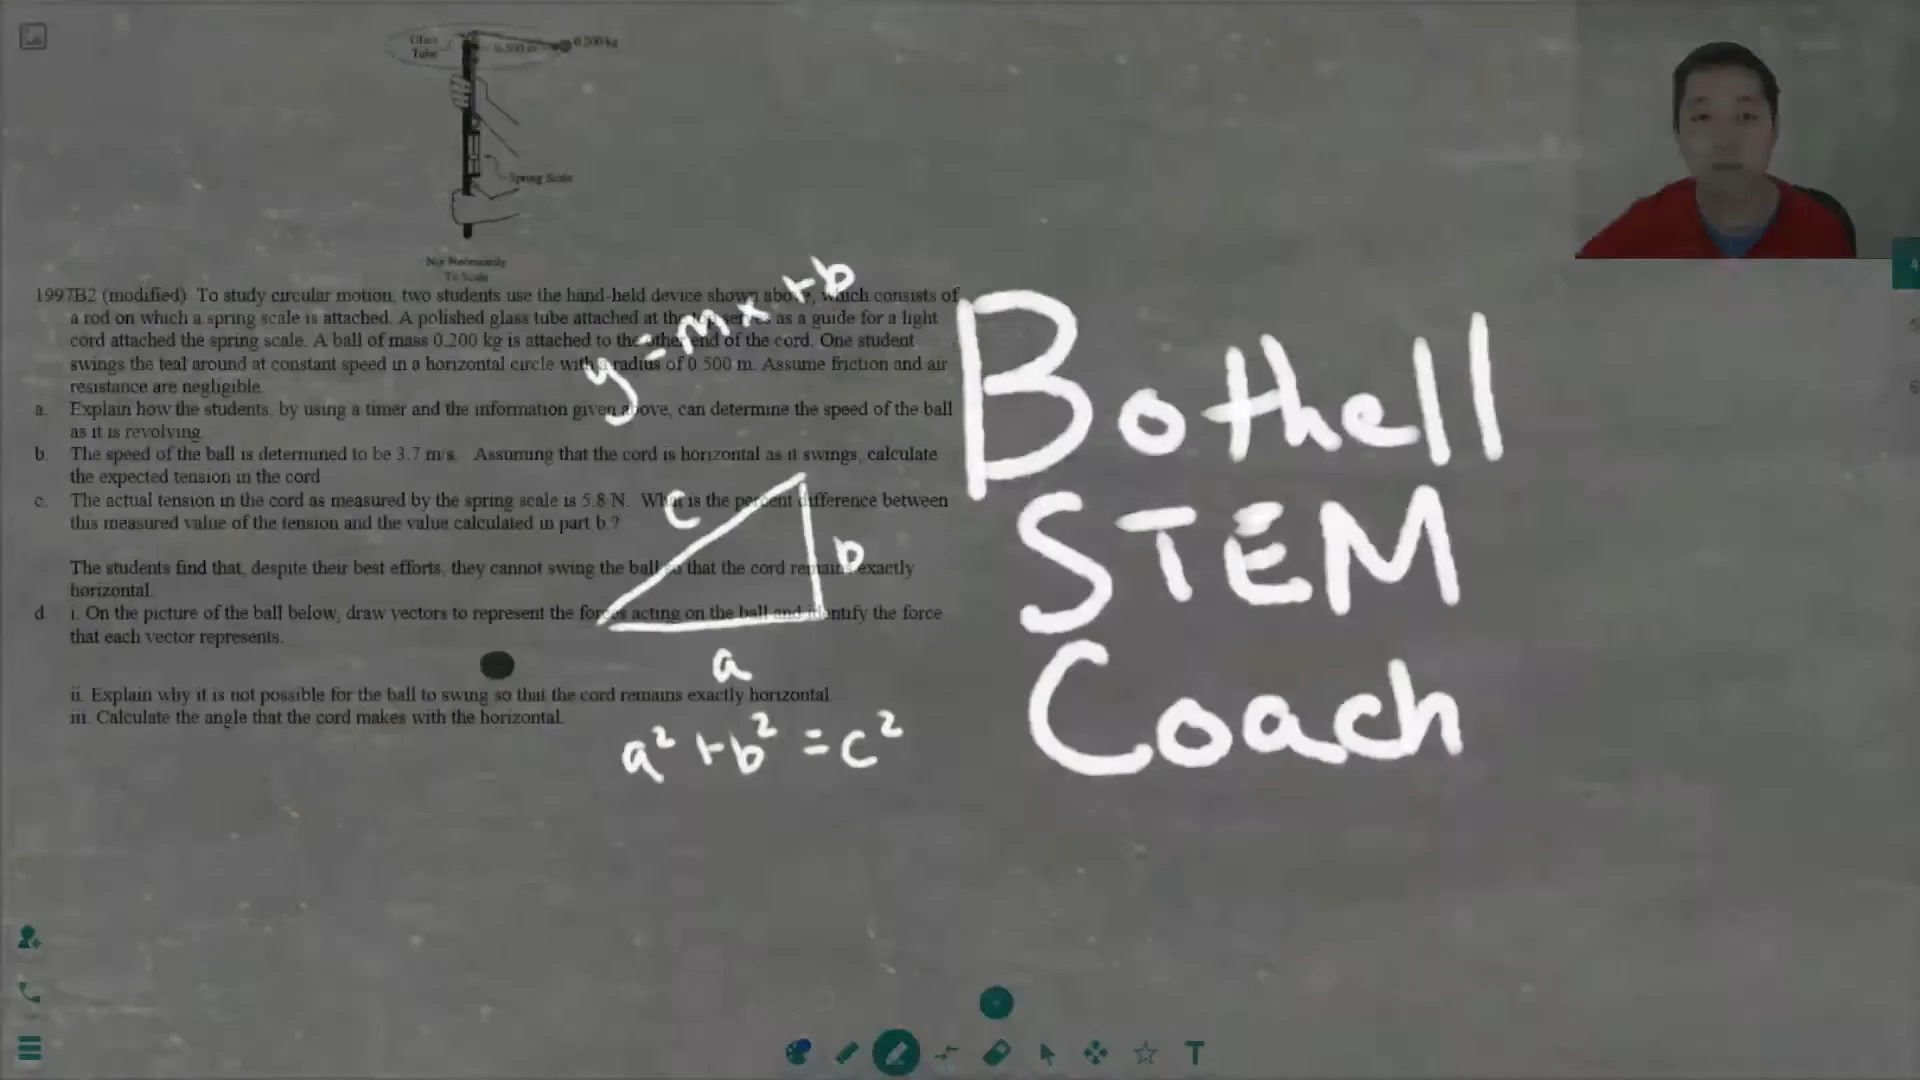 Glass
Tube
0.500 m
0.200 kg
Spring Scale
Not Necessarily
To Scale
1997B2 (modified) To study circular motion, two students use the hand-held device shown above, which consists of
a rod on which a spring scale is attached. A polished glass tube attached at the top serves as a guide for a light
cord attached the spring scale. A ball of mass 0.200 kg is attached to the other end of the cord. One student
swings the teal around at constant speed in a horizontal circle with a radius of 0.500 m. Assume friction and air
resistance are negligible.
a. Explain how the students, by using a timer and the information given above, can determine the speed of the ball
as it is revolving.
b. The speed of the ball is determined to be 3.7 m/s. Assuming that the cord is horizontal as it swings, calculate
the expected tension in the cord
c. The actual tension in the cord as measured by the spring scale is 5.8 N. What is the percent difference between
this measured value of the tension and the value calculated in part b.?
The students find that, despite their best efforts, they cannot swing the ball so that the cord remains exactly
horizontal.
d. i. On the picture of the ball below, draw vectors to represent the forces acting on the ball and identify the force
that each vector represents.
ii. Explain why it is not possible for the ball to swing so that the cord remains exactly horizontal.
iii. Calculate the angle that the cord makes with the horizontal.
y=mx+b
c
b
a
a²+b²=c²
Bothell
STEM
Coach
4
5
6
T